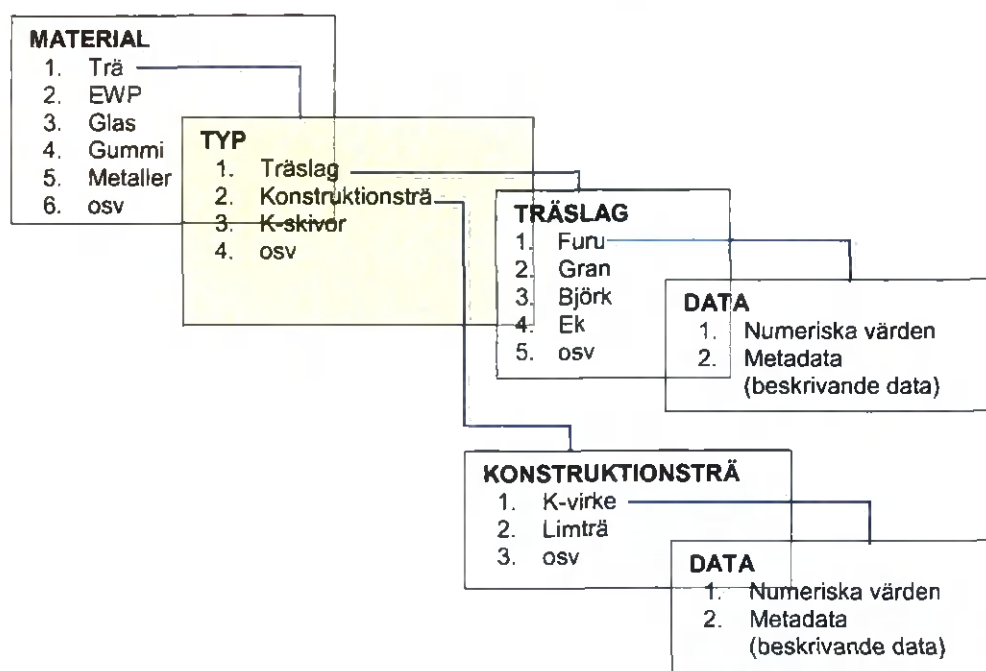 MATERIAL
1. Trä
2. EWP
3. Glas
4. Gummi
5. Metaller
6. osv
TYP
1. Träslag
2. Konstruktionsträ
3. K-skivor
4. osv
TRÄSLAG
1. Furu
2. Gran
3. Björk
4. Ek
5. osv
DATA
1. Numeriska värden
2. Metadata
(beskrivande data)
KONSTRUKTIONSTRÄ
1. K-virke
2. Limträ
3. osv
DATA
1. Numeriska värden
2. Metadata
(beskrivande data)